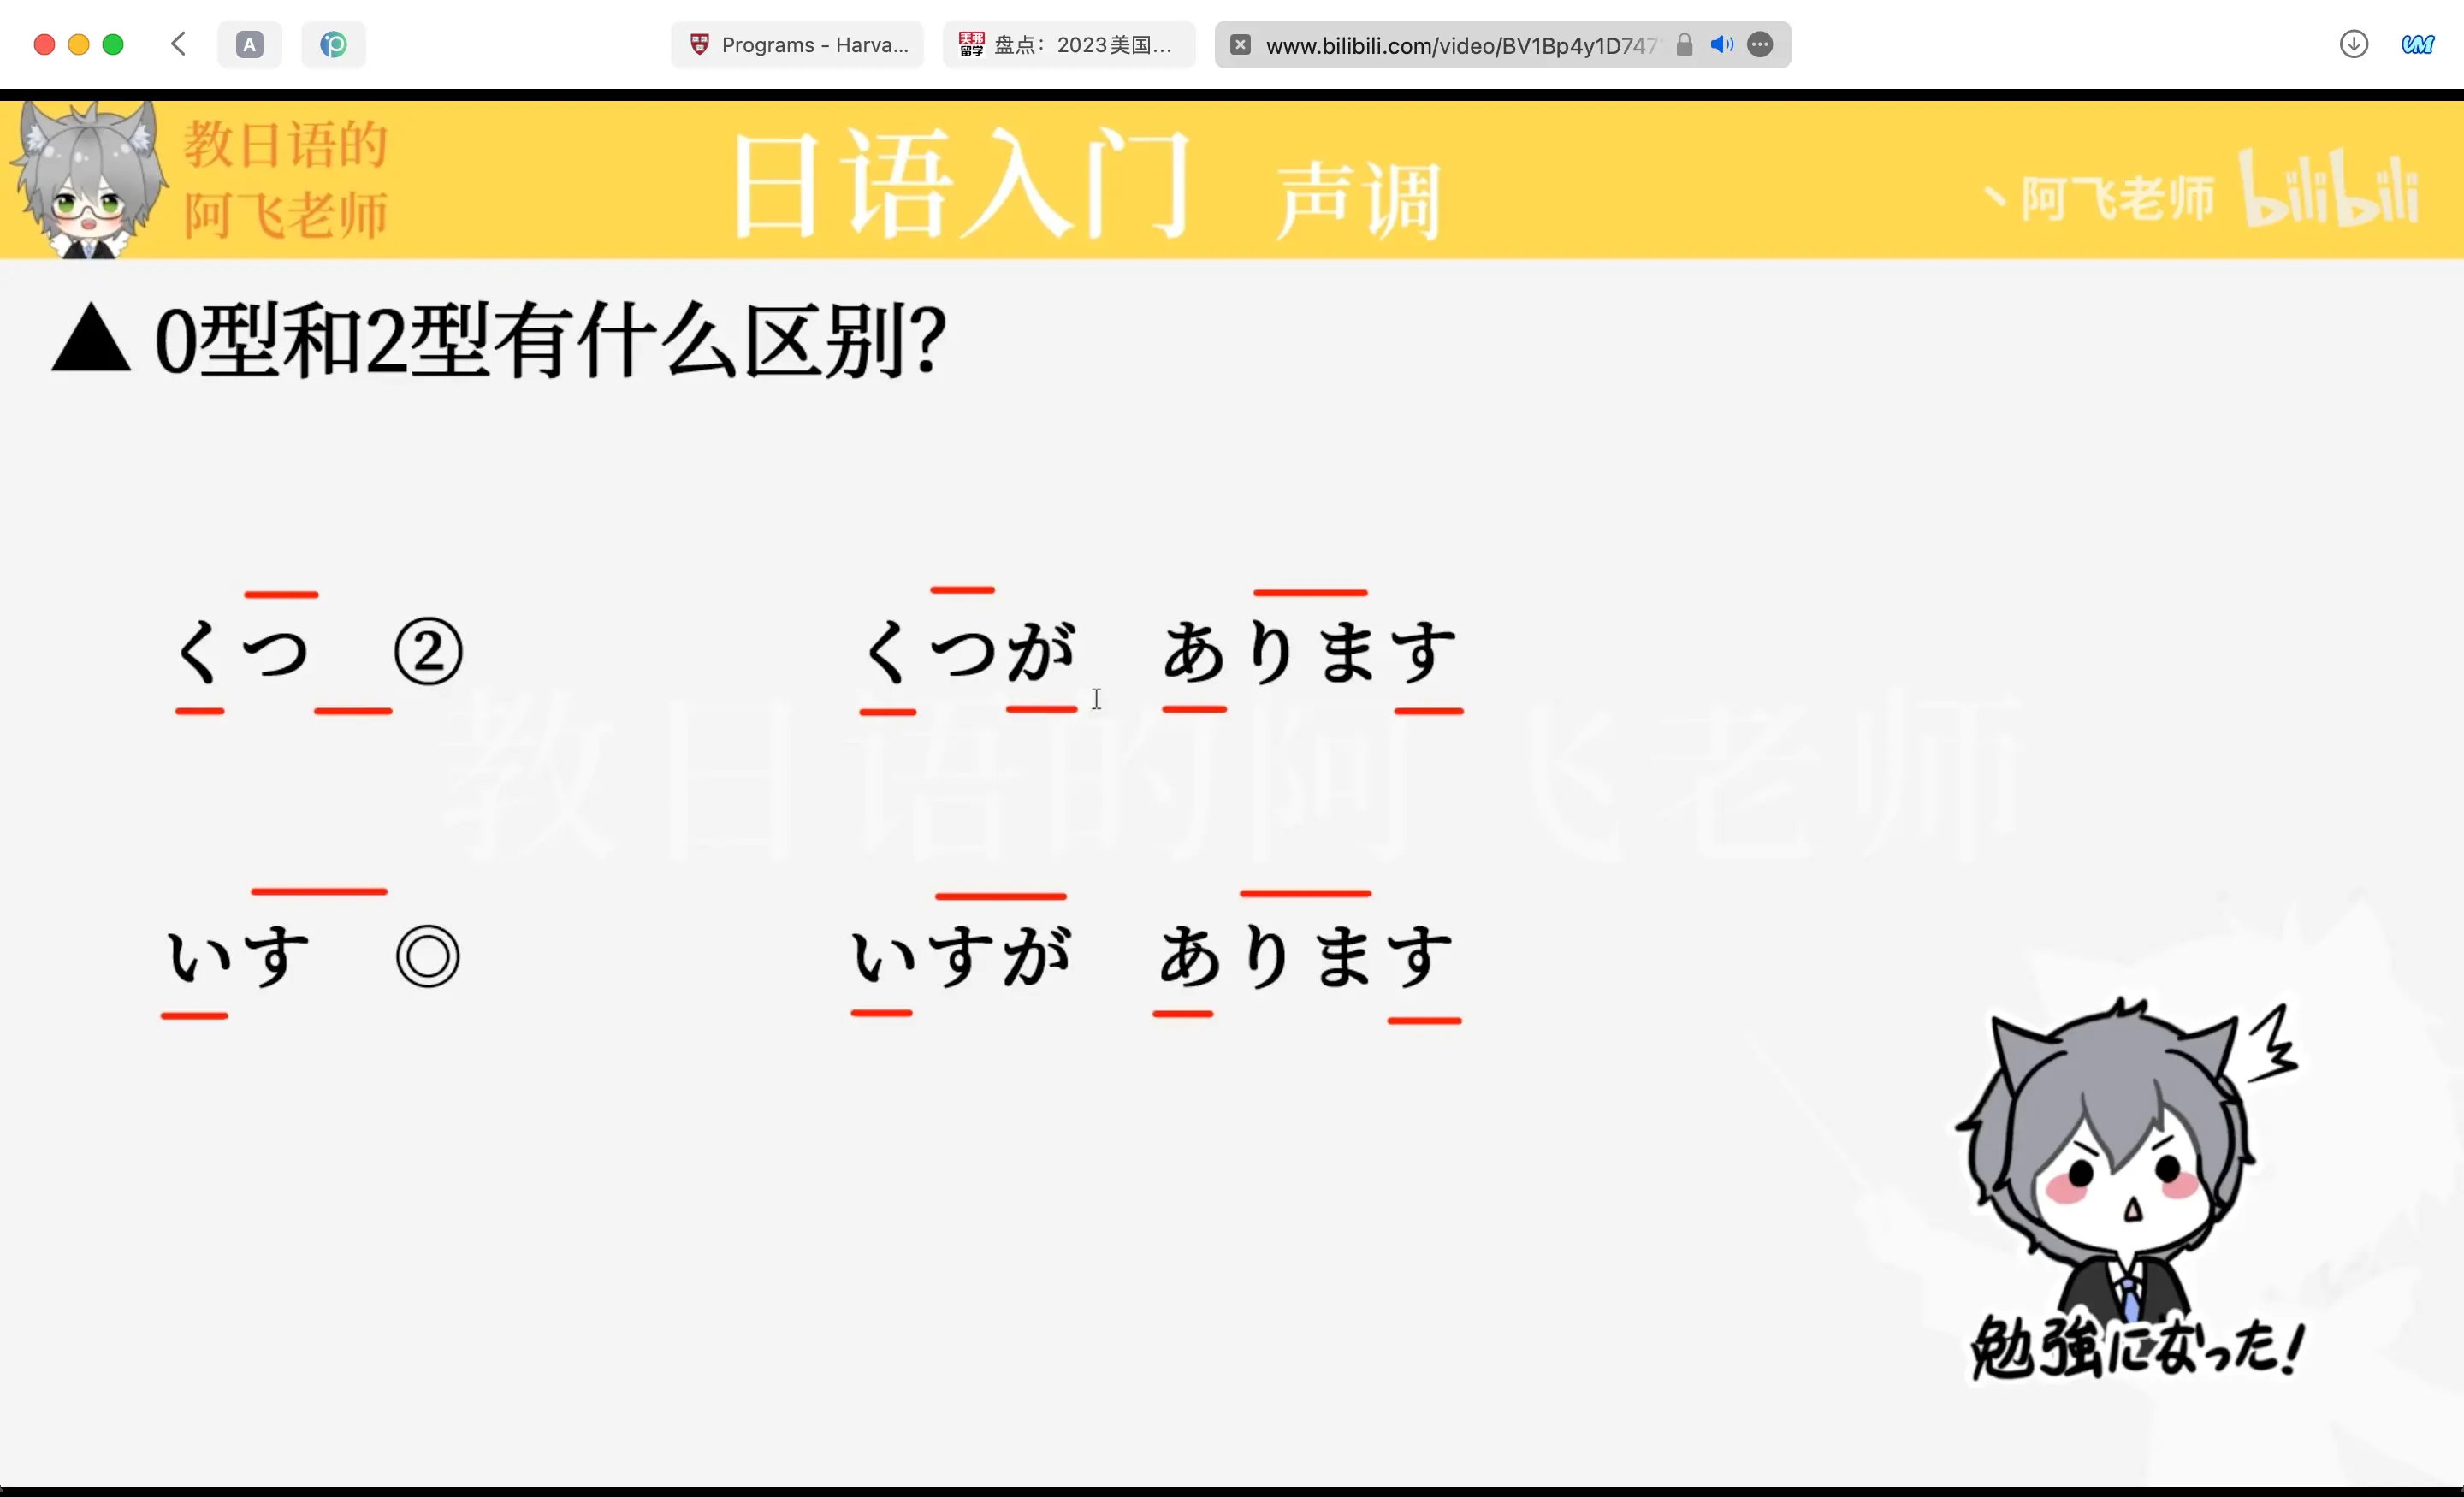 A
Programs - Harva...
美弗留学 盘点：2023美国...
www.bilibili.com/video/BV1Bp4y1D747
教日语的
阿飞老师
日语入门 声调
阿飞老师 bilibili
▲ 0型和2型有什么区别？
くつ ②
くつが あります
教日语的阿飞老师
いす ◎
いすが あります
勉強になった！